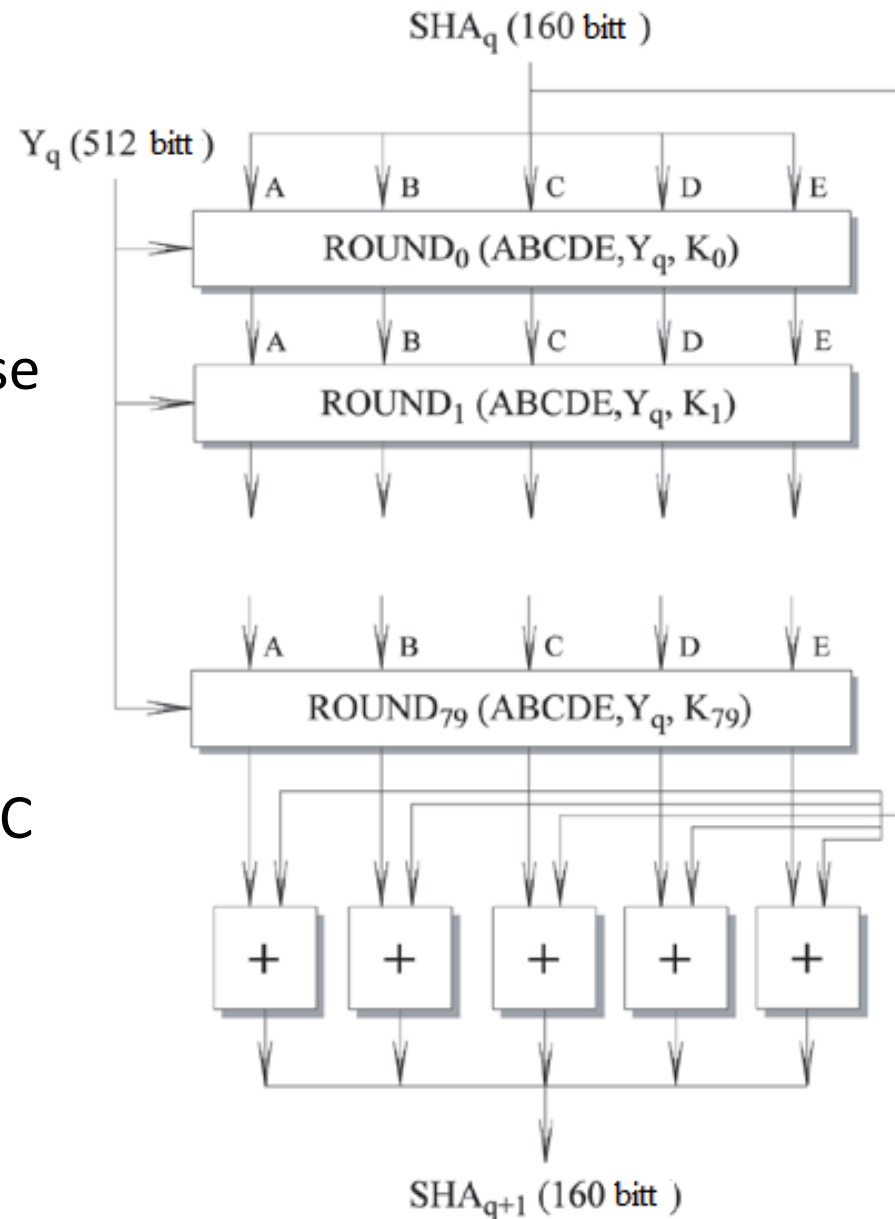 SHAq (160 bitt )
Yq (512 bitt )
A B C D E
ROUND0 (ABCDE,Yq, K0)
A B C D E
se
ROUND1 (ABCDE,Yq, K1)
A B C D E
ROUND79 (ABCDE,Yq, K79)
C
+ + + + +
SHAq+1 (160 bitt )